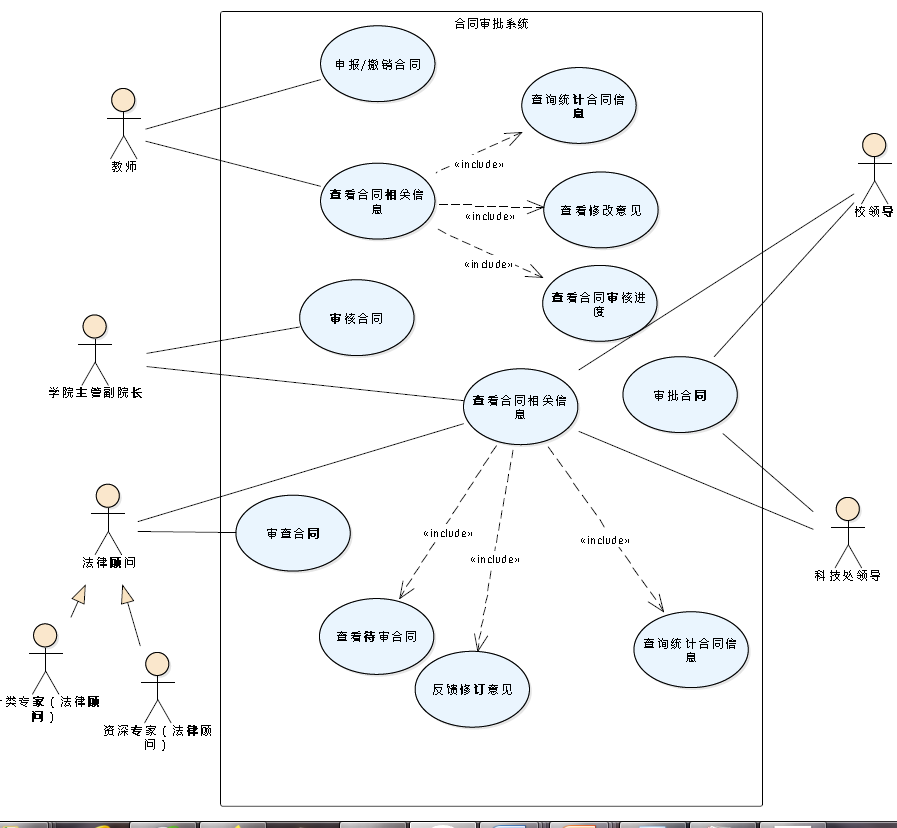 合同审批系统
申报/撤销合同
查询统计合同信
息
教师
«include»
查看合同相关信
息
«include»
查看修改意见
校领导
«include»
查看合同审核进
度
审核合同
学院主管副院长
查看合同相关信
息
审批合同
审查合同
«include»
«include»
«include»
法律顾问
科技处领导
查看待审合同
查询统计合同信
息
反馈修订意见
类专家（法律顾
问）
资深专家（法律顾
问）